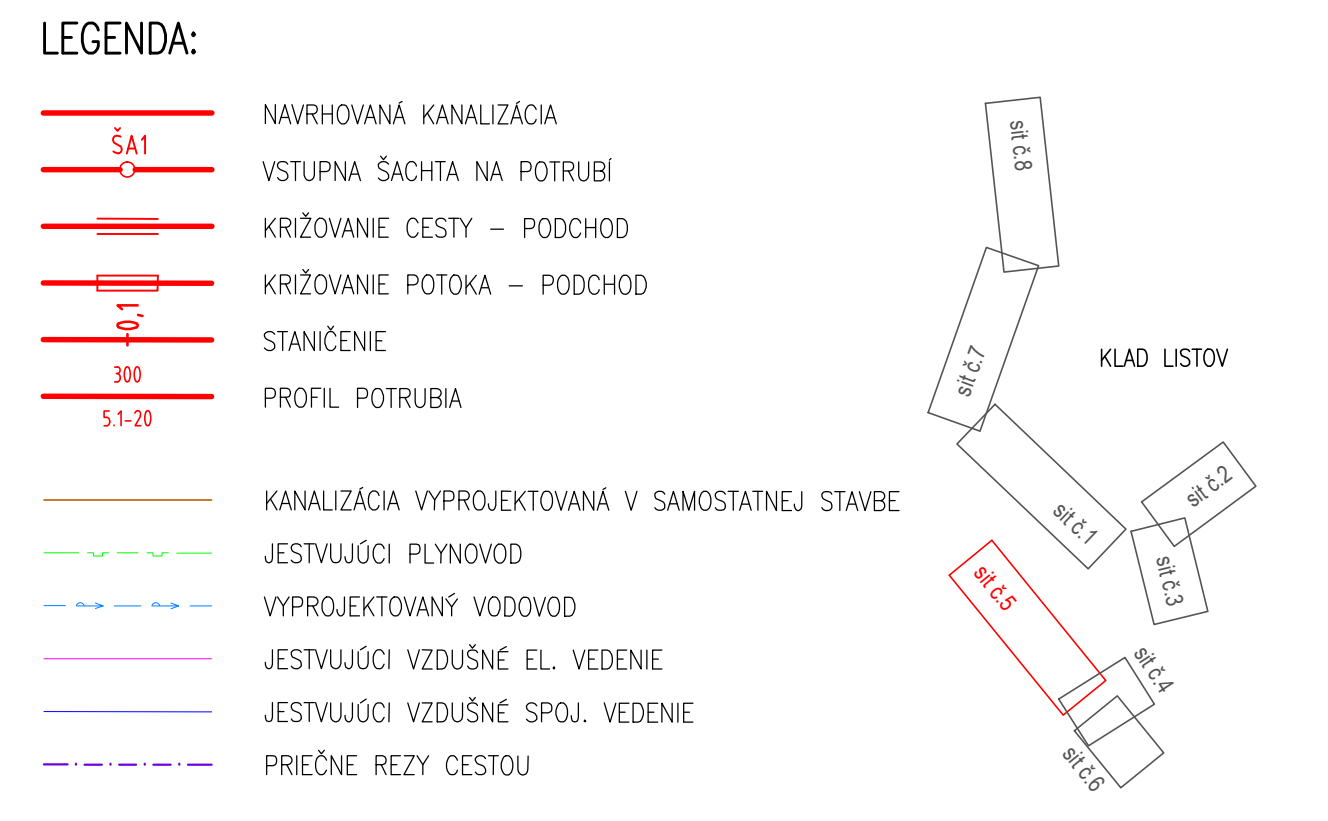 LEGENDA:
NAVRHOVANÁ KANALIZÁCIA
ŠA1
VSTUPNA ŠACHTA NA POTRUBÍ
KRIŽOVANIE CESTY – PODCHOD
KRIŽOVANIE POTOKA – PODCHOD
0,1
STANIČENIE
300
PROFIL POTRUBIA
5.1-20
KANALIZÁCIA VYPROJEKTOVANÁ V SAMOSTATNEJ STAVBE
JESTVUJÚCI PLYNOVOD
VYPROJEKTOVANÝ VODOVOD
JESTVUJÚCI VZDUŠNÉ EL. VEDENIE
JESTVUJÚCI VZDUŠNÉ SPOJ. VEDENIE
PRIEČNE REZY CESTOU
sit č.8
sit č.7
KLAD LISTOV
sit č.1
sit č.2
sit č.3
sit č.5
sit č.4
sit č.6